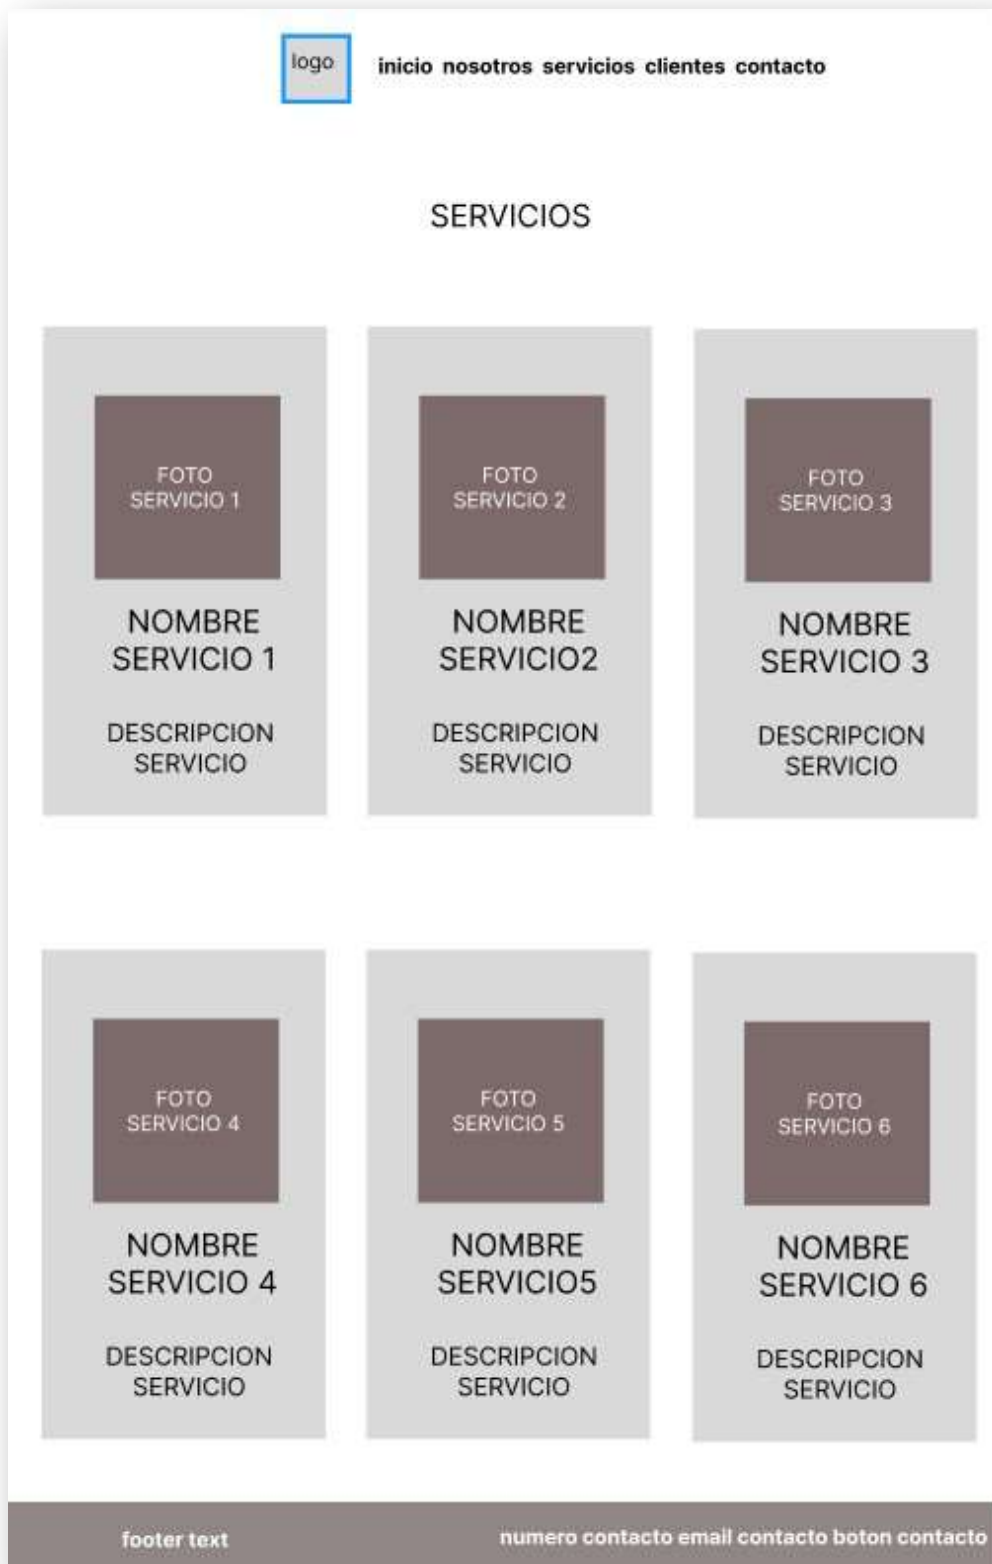 logo
inicio nosotros servicios clientes contacto
SERVICIOS
FOTO
SERVICIO 1
NOMBRE
SERVICIO 1
DESCRIPCION
SERVICIO
FOTO
SERVICIO 2
NOMBRE
SERVICIO2
DESCRIPCION
SERVICIO
FOTO
SERVICIO 3
NOMBRE
SERVICIO 3
DESCRIPCION
SERVICIO
FOTO
SERVICIO 4
NOMBRE
SERVICIO 4
DESCRIPCION
SERVICIO
FOTO
SERVICIO 5
NOMBRE
SERVICIO5
DESCRIPCION
SERVICIO
FOTO
SERVICIO 6
NOMBRE
SERVICIO 6
DESCRIPCION
SERVICIO
footer text
numero contacto email contacto boton contacto